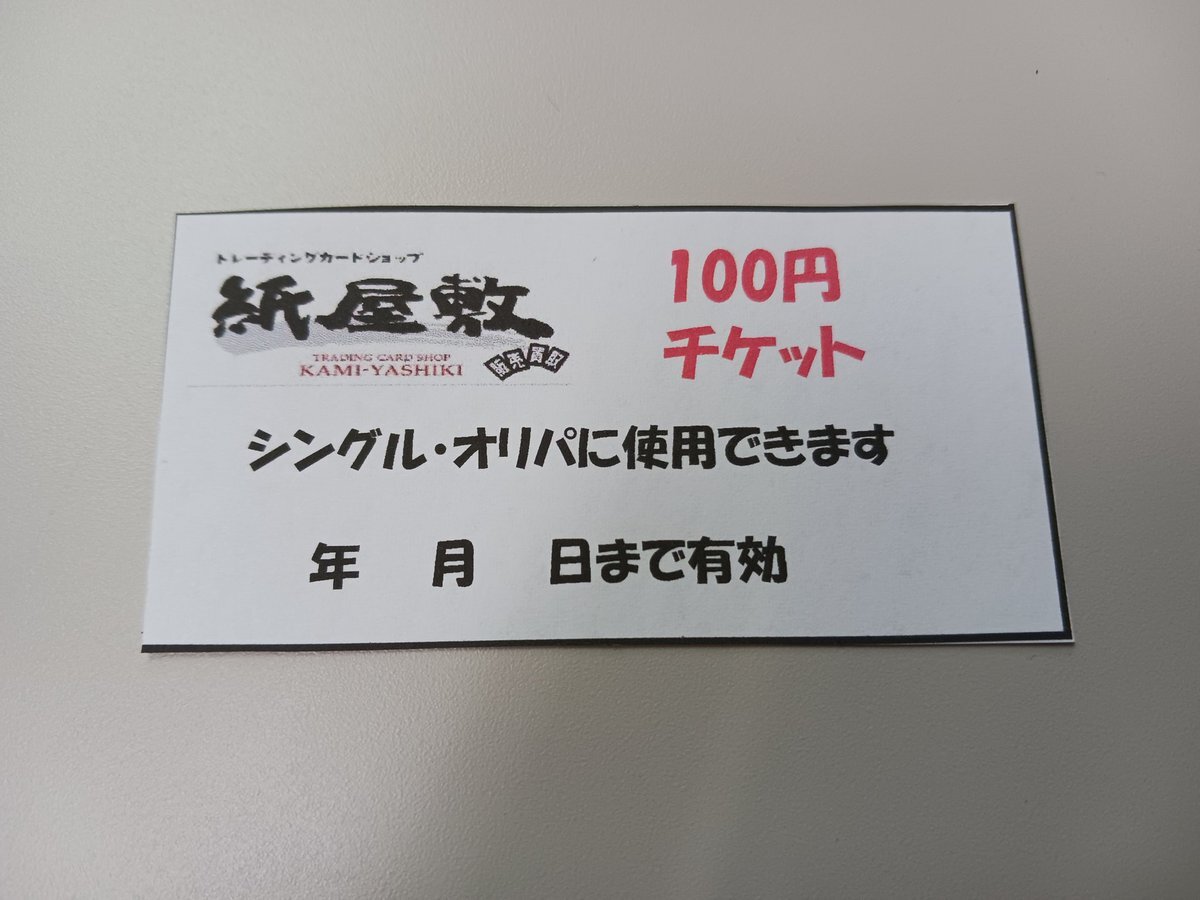 トレーディングカードショップ
紙屋敷
TRADING CARD SHOP
KAMI-YASHIKI
販売買取
100円
チケット
シングル・オリパに使用できます
年 月 日まで有効